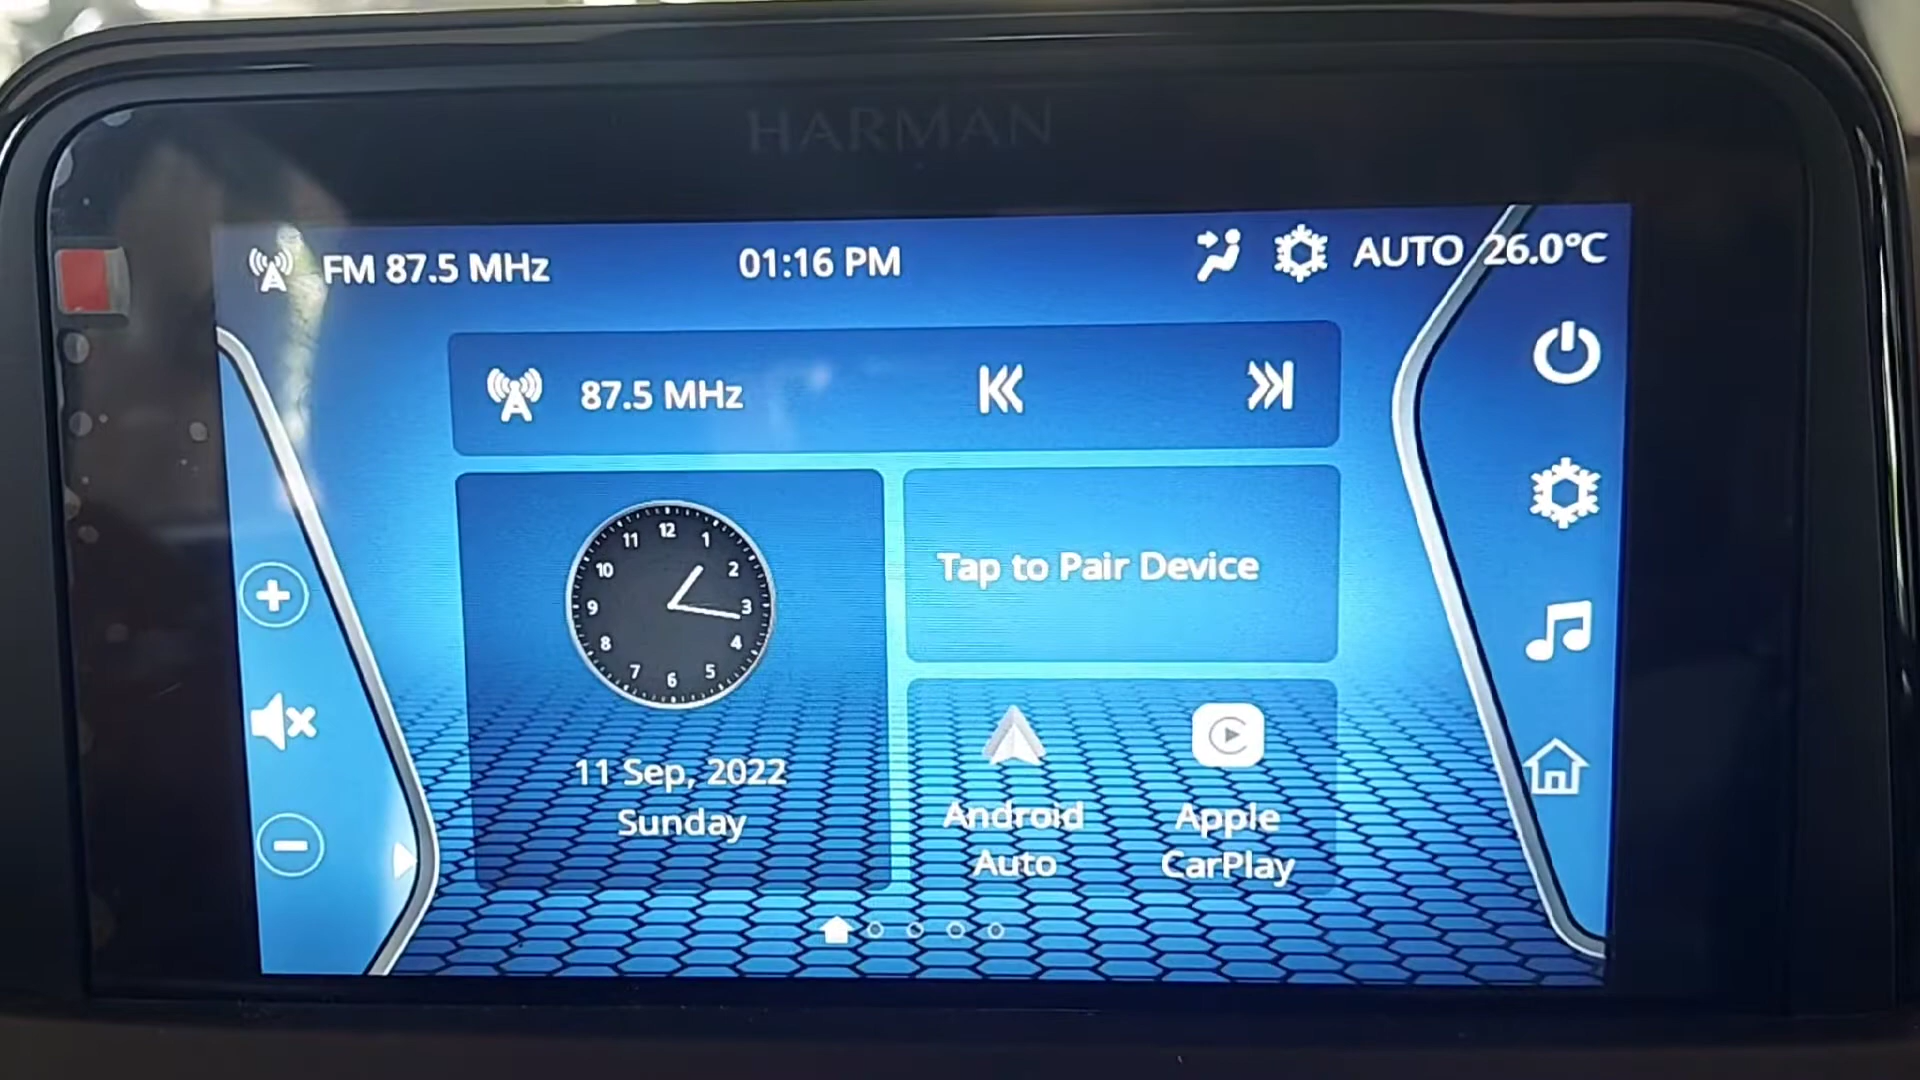 HARMAN
FM 87.5 MHz
01:16 PM
AUTO 26.0°C
87.5 MHz
12
11 1
10 2
9 3
8 4
7 5
6
Tap to Pair Device
11 Sep, 2022
Sunday
Android
Auto
Apple
CarPlay